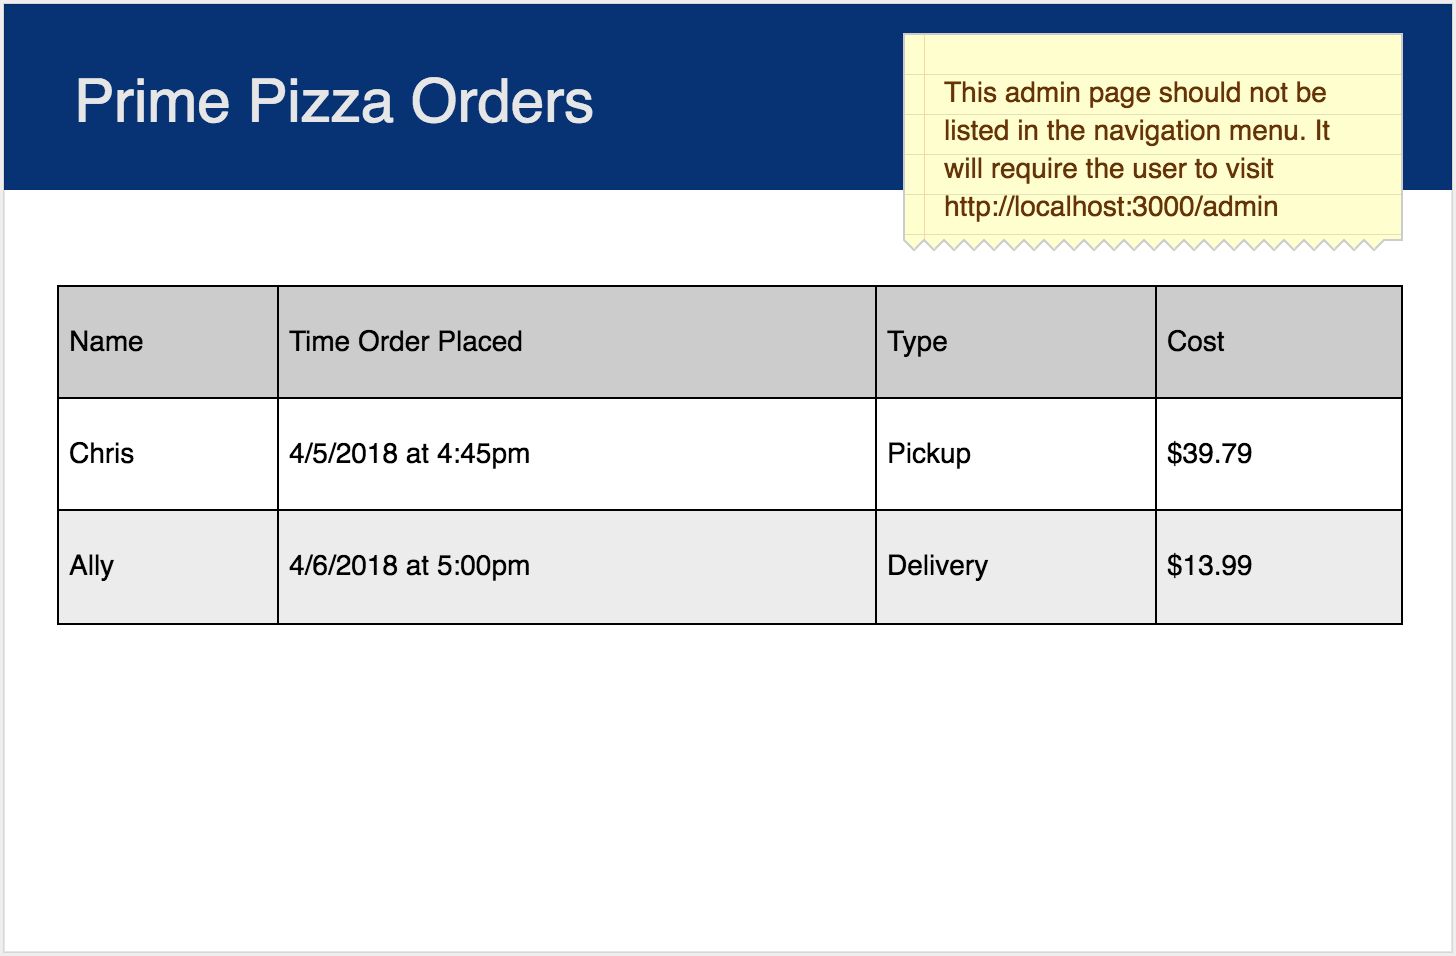 Prime Pizza Orders
This admin page should not be
listed in the navigation menu. It
will require the user to visit
http://localhost:3000/admin
Name Time Order Placed Type Cost
Chris 4/5/2018 at 4:45pm Pickup $39.79
Ally 4/6/2018 at 5:00pm Delivery $13.99